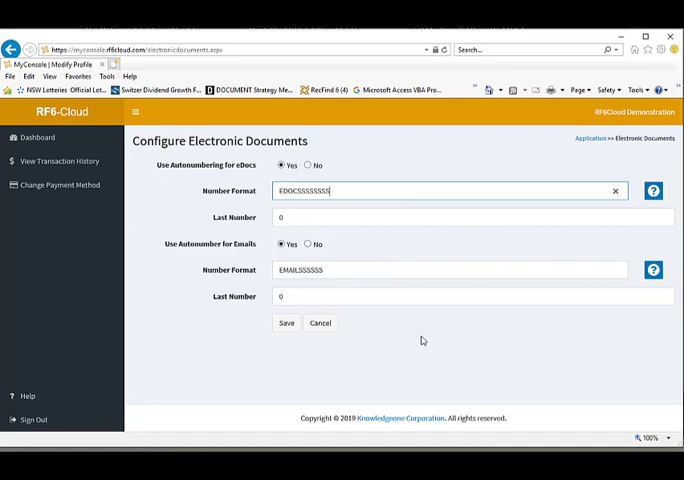 https://myconsole.rf6cloud.com/electronicdocuments.aspx
Search...
MyConsole | Modify Profile
File Edit View Favorites Tools Help
NSW Lotteries Official Lot... Switzer Dividend Growth F... DOCUMENT Strategy Me... RecFind 6 (4) Microsoft Access VBA Pro...
Page Safety Tools
RF6-Cloud
RF6Cloud Demonstration
Dashboard
Configure Electronic Documents
Application >> Electronic Documents
View Transaction History
Use Autonumbering for eDocs Yes No
Change Payment Method
Number Format EDOCSSSSSSSS
Last Number 0
Use Autonumber for Emails Yes No
Number Format EMAILSSSSSS
Last Number 0
Save Cancel
Help
Sign Out
Copyright © 2019 Knowledgeone Corporation. All rights reserved.
100%